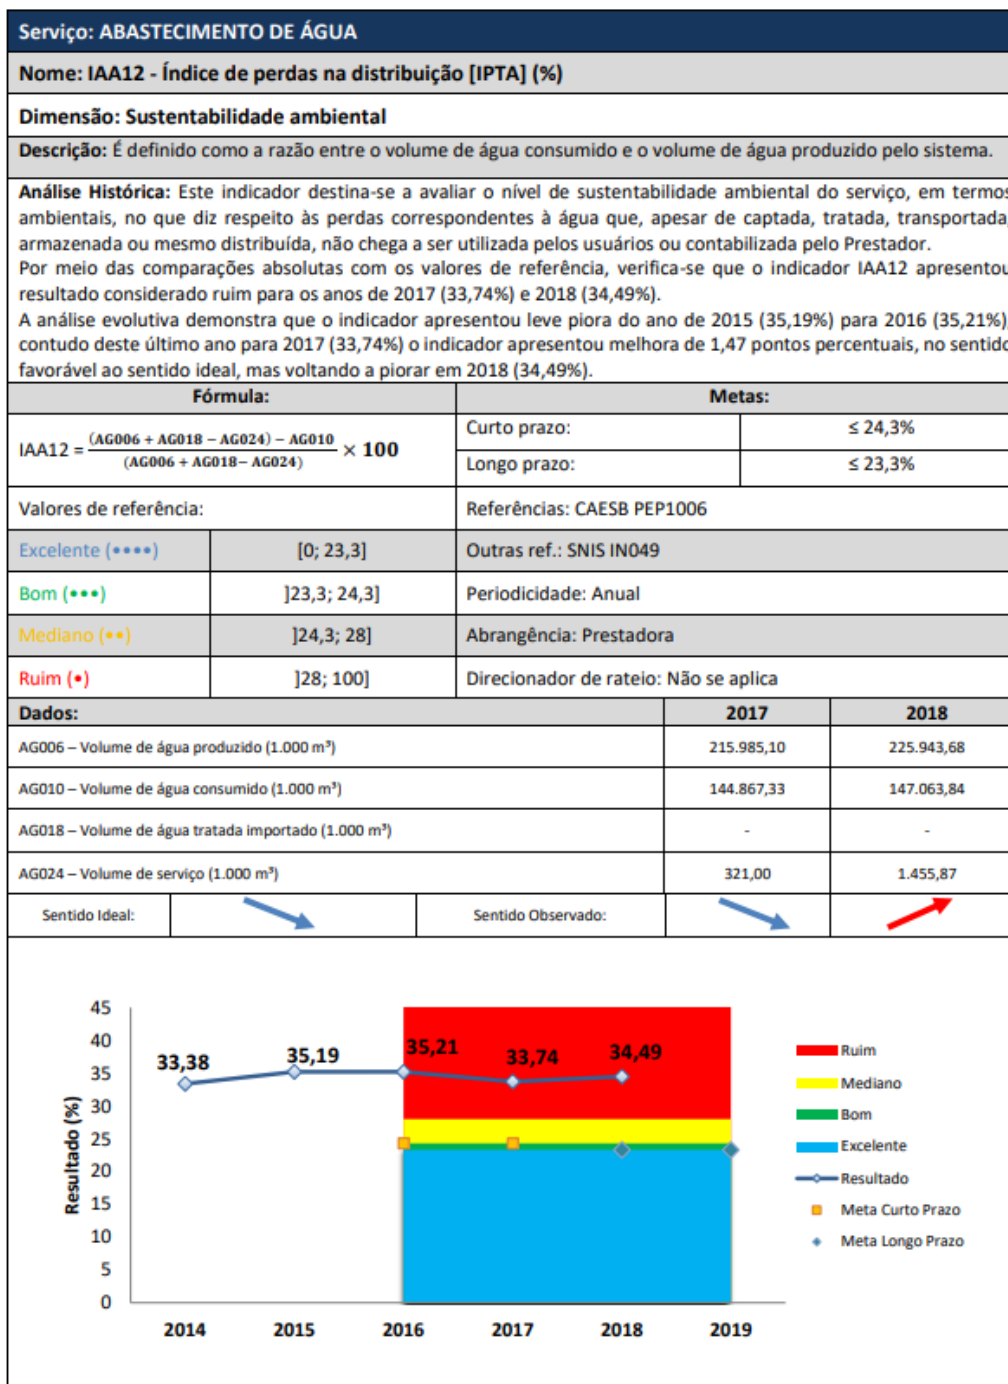 Serviço: ABASTECIMENTO DE ÁGUA
Nome: IAA12 - Índice de perdas na distribuição [IPTA] (%)
Dimensão: Sustentabilidade ambiental
Descrição: É definido como a razão entre o volume de água consumido e o volume de água produzido pelo sistema.
Análise Histórica: Este indicador destina-se a avaliar o nível de sustentabilidade ambiental do serviço, em termos
ambientais, no que diz respeito às perdas correspondentes à água que, apesar de captada, tratada, transportada,
armazenada ou mesmo distribuída, não chega a ser utilizada pelos usuários ou contabilizada pelo Prestador.
Por meio das comparações absolutas com os valores de referência, verifica-se que o indicador IAA12 apresentou
resultado considerado ruim para os anos de 2017 (33,74%) e 2018 (34,49%).
A análise evolutiva demonstra que o indicador apresentou leve piora do ano de 2015 (35,19%) para 2016 (35,21%)
contudo deste último ano para 2017 (33,74%) o indicador apresentou melhora de 1,47 pontos percentuais, no sentido
favorável ao sentido ideal, mas voltando a piorar em 2018 (34,49%).
Fórmula: Metas:
IAA12 = (AG006 + AG018 − AG024) − AG010 / (AG006 + AG018− AG024) × 100
Curto prazo: ≤ 24,3%
Longo prazo: ≤ 23,3%
Valores de referência: Referências: CAESB PEP1006
Excelente (••••) [0; 23,3] Outras ref.: SNIS IN049
Bom (•••) ]23,3; 24,3] Periodicidade: Anual
Mediano (••) ]24,3; 28] Abrangência: Prestadora
Ruim (•) ]28; 100] Direcionador de rateio: Não se aplica
Dados: 2017 2018
AG006 – Volume de água produzido (1.000 m³) 215.985,10 225.943,68
AG010 – Volume de água consumido (1.000 m³) 144.867,33 147.063,84
AG018 – Volume de água tratada importado (1.000 m³) - -
AG024 – Volume de serviço (1.000 m³) 321,00 1.455,87
Sentido Ideal: Sentido Observado:
Resultado (%)
45
40
35
30
25
20
15
10
5
0
33,38 35,19 35,21 33,74 34,49
2014 2015 2016 2017 2018 2019
Ruim
Mediano
Bom
Excelente
Resultado
Meta Curto Prazo
Meta Longo Prazo